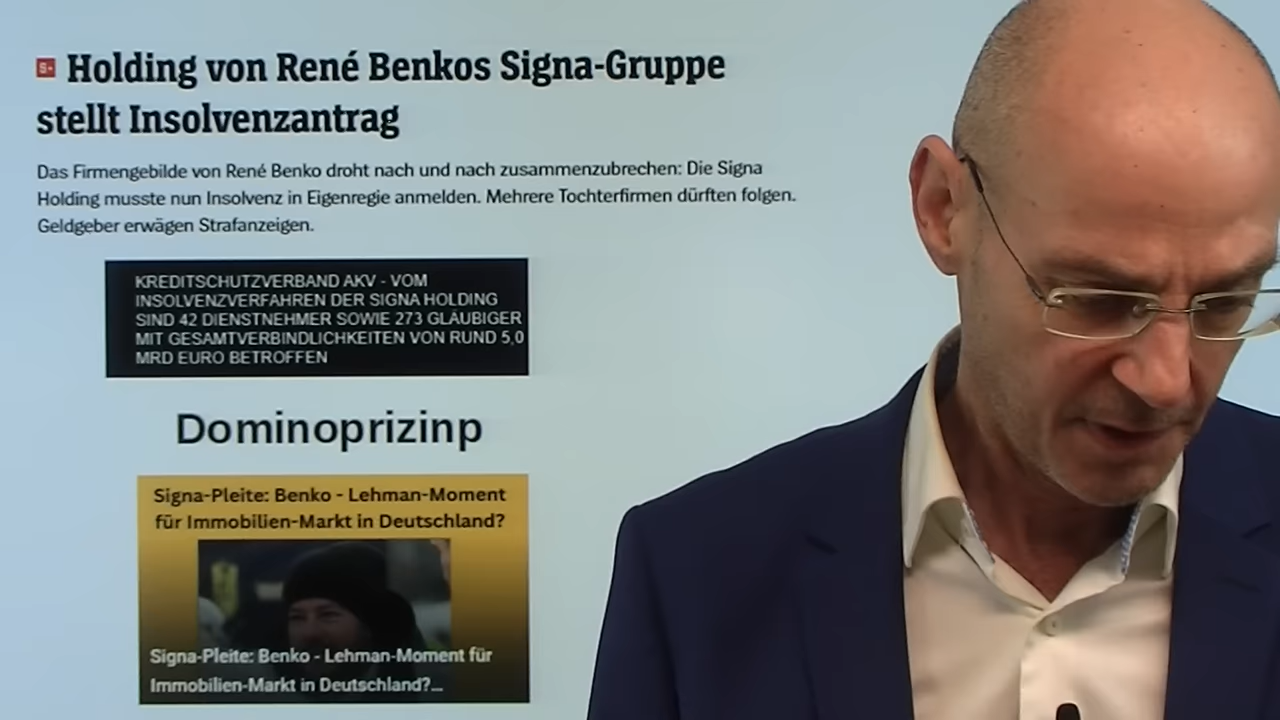 S+ Holding von René Benkos Signa-Gruppe
stellt Insolvenzantrag
Das Firmengebilde von René Benko droht nach und nach zusammenzubrechen: Die Signa
Holding musste nun Insolvenz in Eigenregie anmelden. Mehrere Tochterfirmen dürften folgen.
Geldgeber erwägen Strafanzeigen.
KREDITSCHUTZVERBAND AKV - VOM
INSOLVENZVERFAHREN DER SIGNA HOLDING
SIND 42 DIENSTNEHMER SOWIE 273 GLÄUBIGER
MIT GESAMTVERBINDLICHKEITEN VON RUND 5,0
MRD EURO BETROFFEN
Dominoprizinp
Signa-Pleite: Benko - Lehman-Moment
für Immobilien-Markt in Deutschland?
Signa-Pleite: Benko - Lehman-Moment für
Immobilien-Markt in Deutschland?...